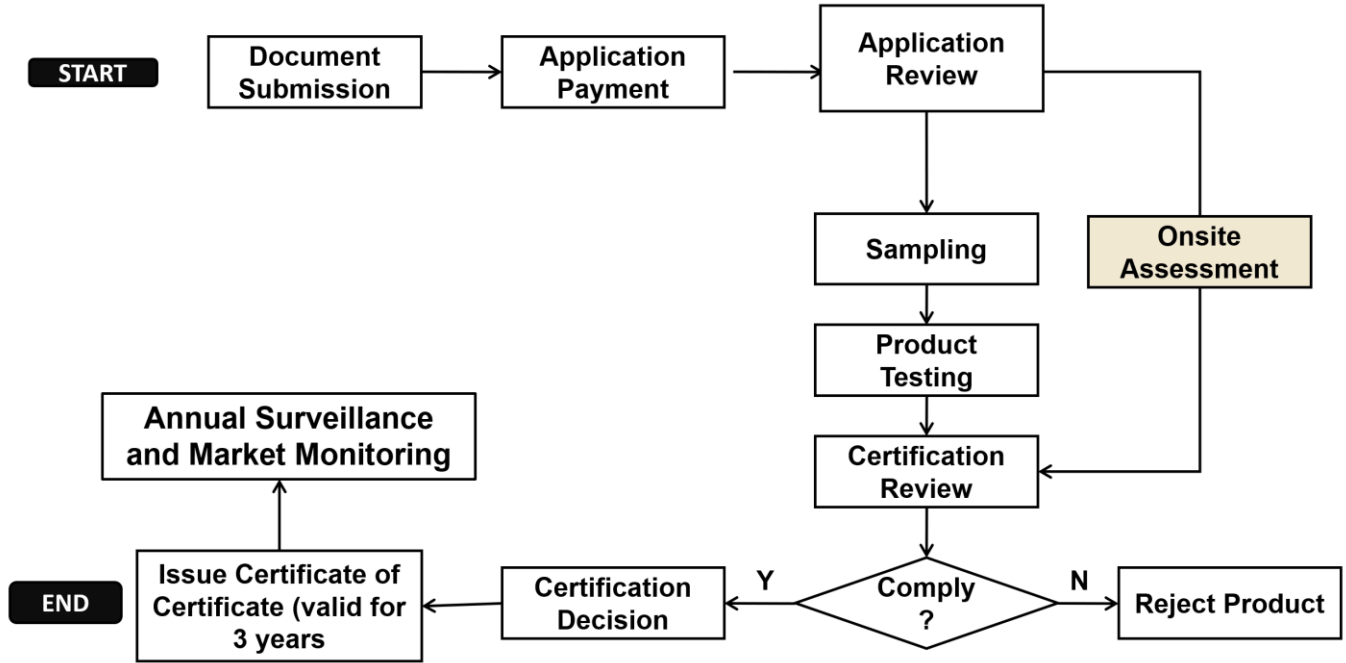 START
Document
Submission
Application
Payment
Application
Review
Sampling
Onsite
Assessment
Product
Testing
Annual Surveillance
and Market Monitoring
Certification
Review
END
Issue Certificate of
Certificate (valid for
3 years
Certification
Decision
Y
Comply
?
N
Reject Product